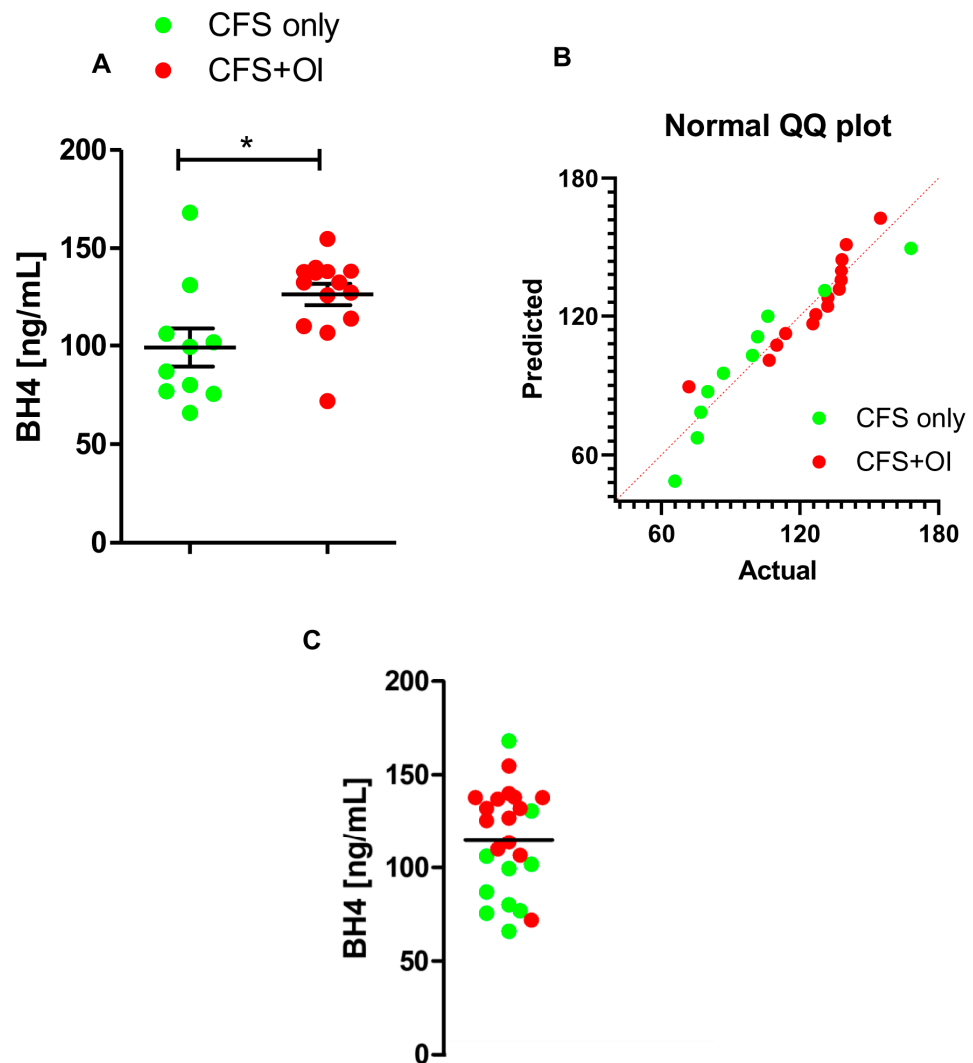 CFS only
A
CFS+OI
B
Normal QQ plot
*
200
150
100
50
0
BH4 [ng/mL]
180
120
60
Predicted
CFS only
CFS+OI
60 120 180
Actual
C
200
150
100
50
0
BH4 [ng/mL]